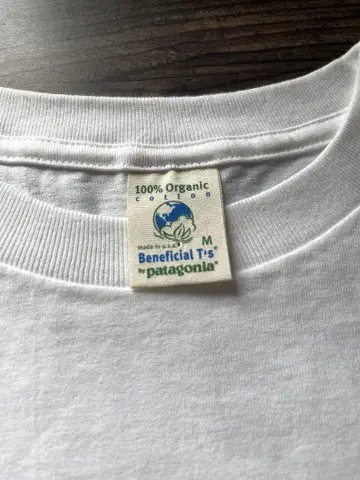 100% Organic
cotton
made in u.s.a.
M
Beneficial T's®
by patagonia®